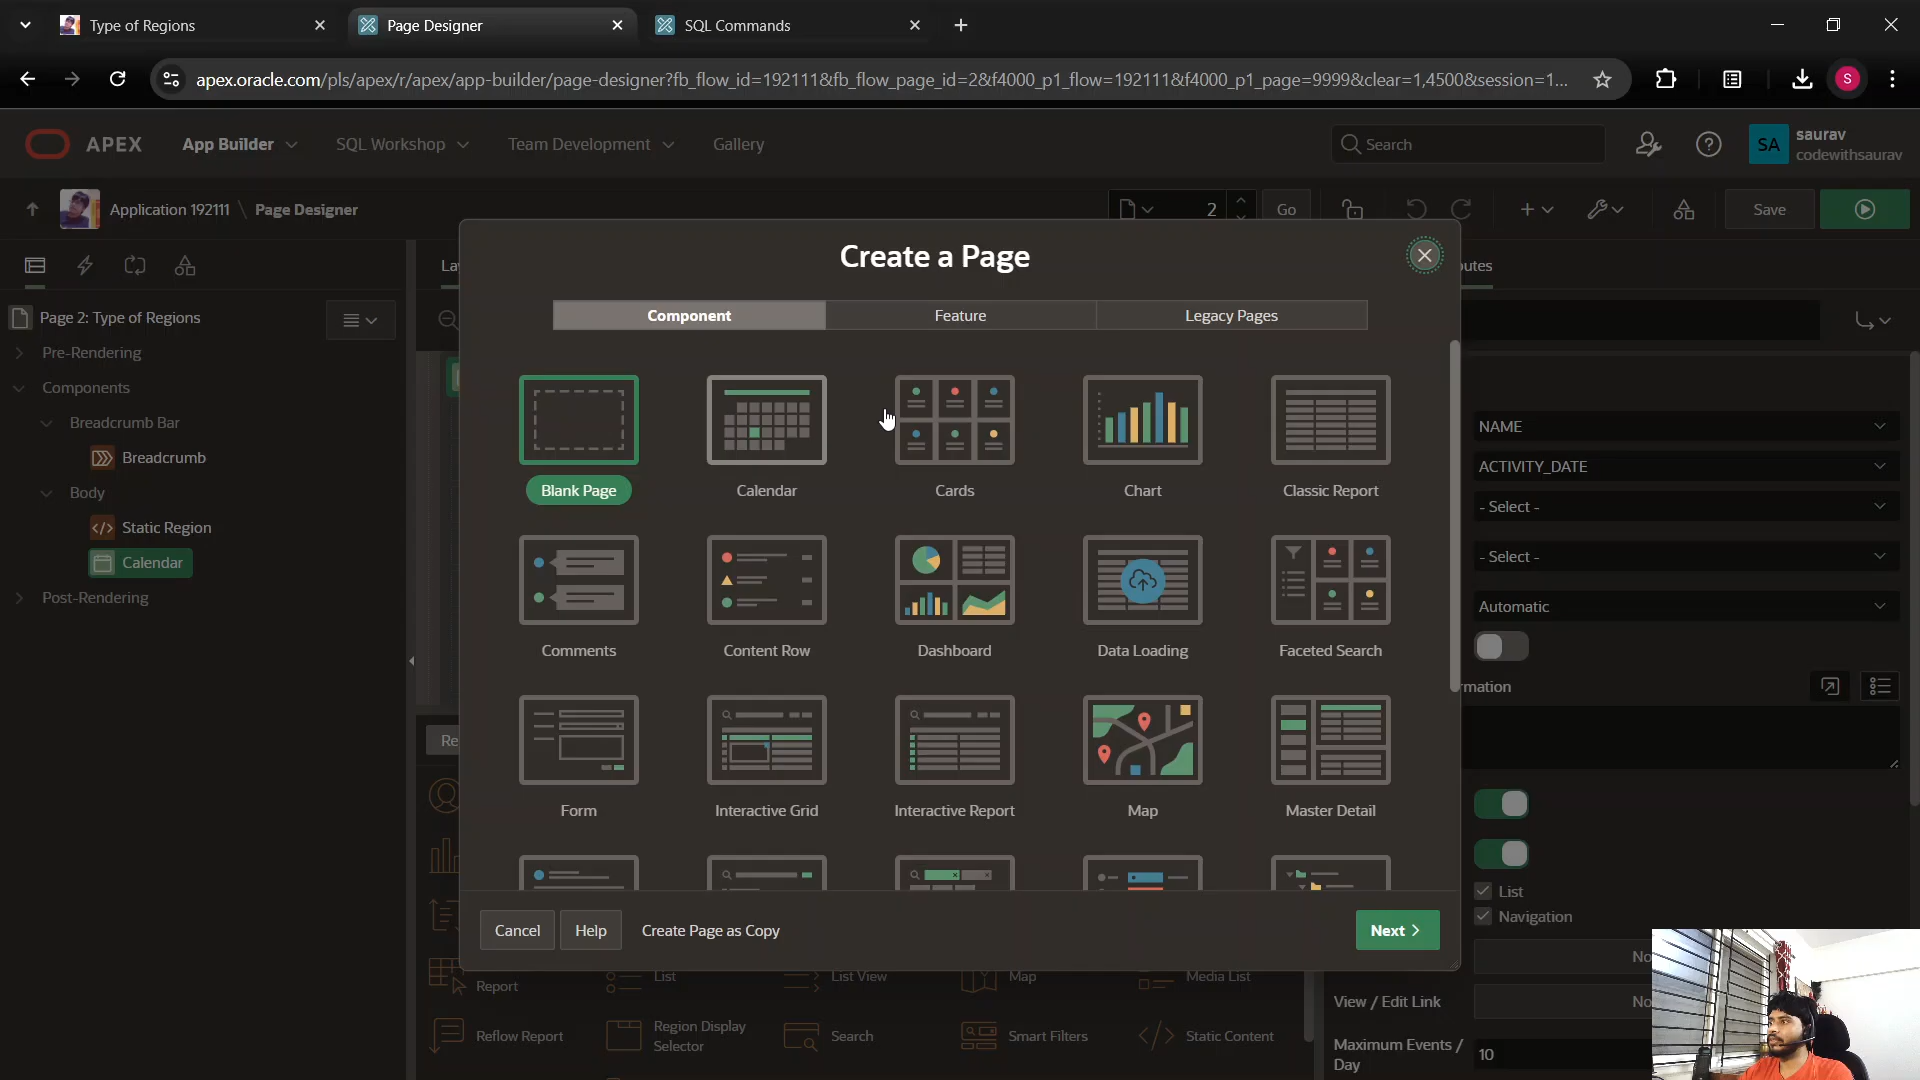 Type of Regions
Page Designer
SQL Commands
apex.oracle.com/pls/apex/r/apex/app-builder/page-designer?fb_flow_id=192111&fb_flow_page_id=2&f4000_p1_flow=192111&f4000_p1_page=9999&clear=1,4500&session=1...
S
APEX
App Builder
SQL Workshop
Team Development
Gallery
Search
SA
saurav
codewithsaurav
Application 192111 \ Page Designer
2
Go
Save
Page 2: Type of Regions
Pre-Rendering
Components
Breadcrumb Bar
Breadcrumb
Body
Static Region
Calendar
Post-Rendering
La
Re
Create a Page
Component
Feature
Legacy Pages
Blank Page
Calendar
Cards
Chart
Classic Report
Comments
Content Row
Dashboard
Data Loading
Faceted Search
Form
Interactive Grid
Interactive Report
Map
Master Detail
Cancel
Help
Create Page as Copy
Next
utes
NAME
ACTIVITY_DATE
- Select -
- Select -
Automatic
rmation
List
Navigation
No
View / Edit Link
No
Maximum Events /
Day
10
Report
List
List View
Map
Media List
Reflow Report
Region Display
Selector
Search
Smart Filters
Static Content